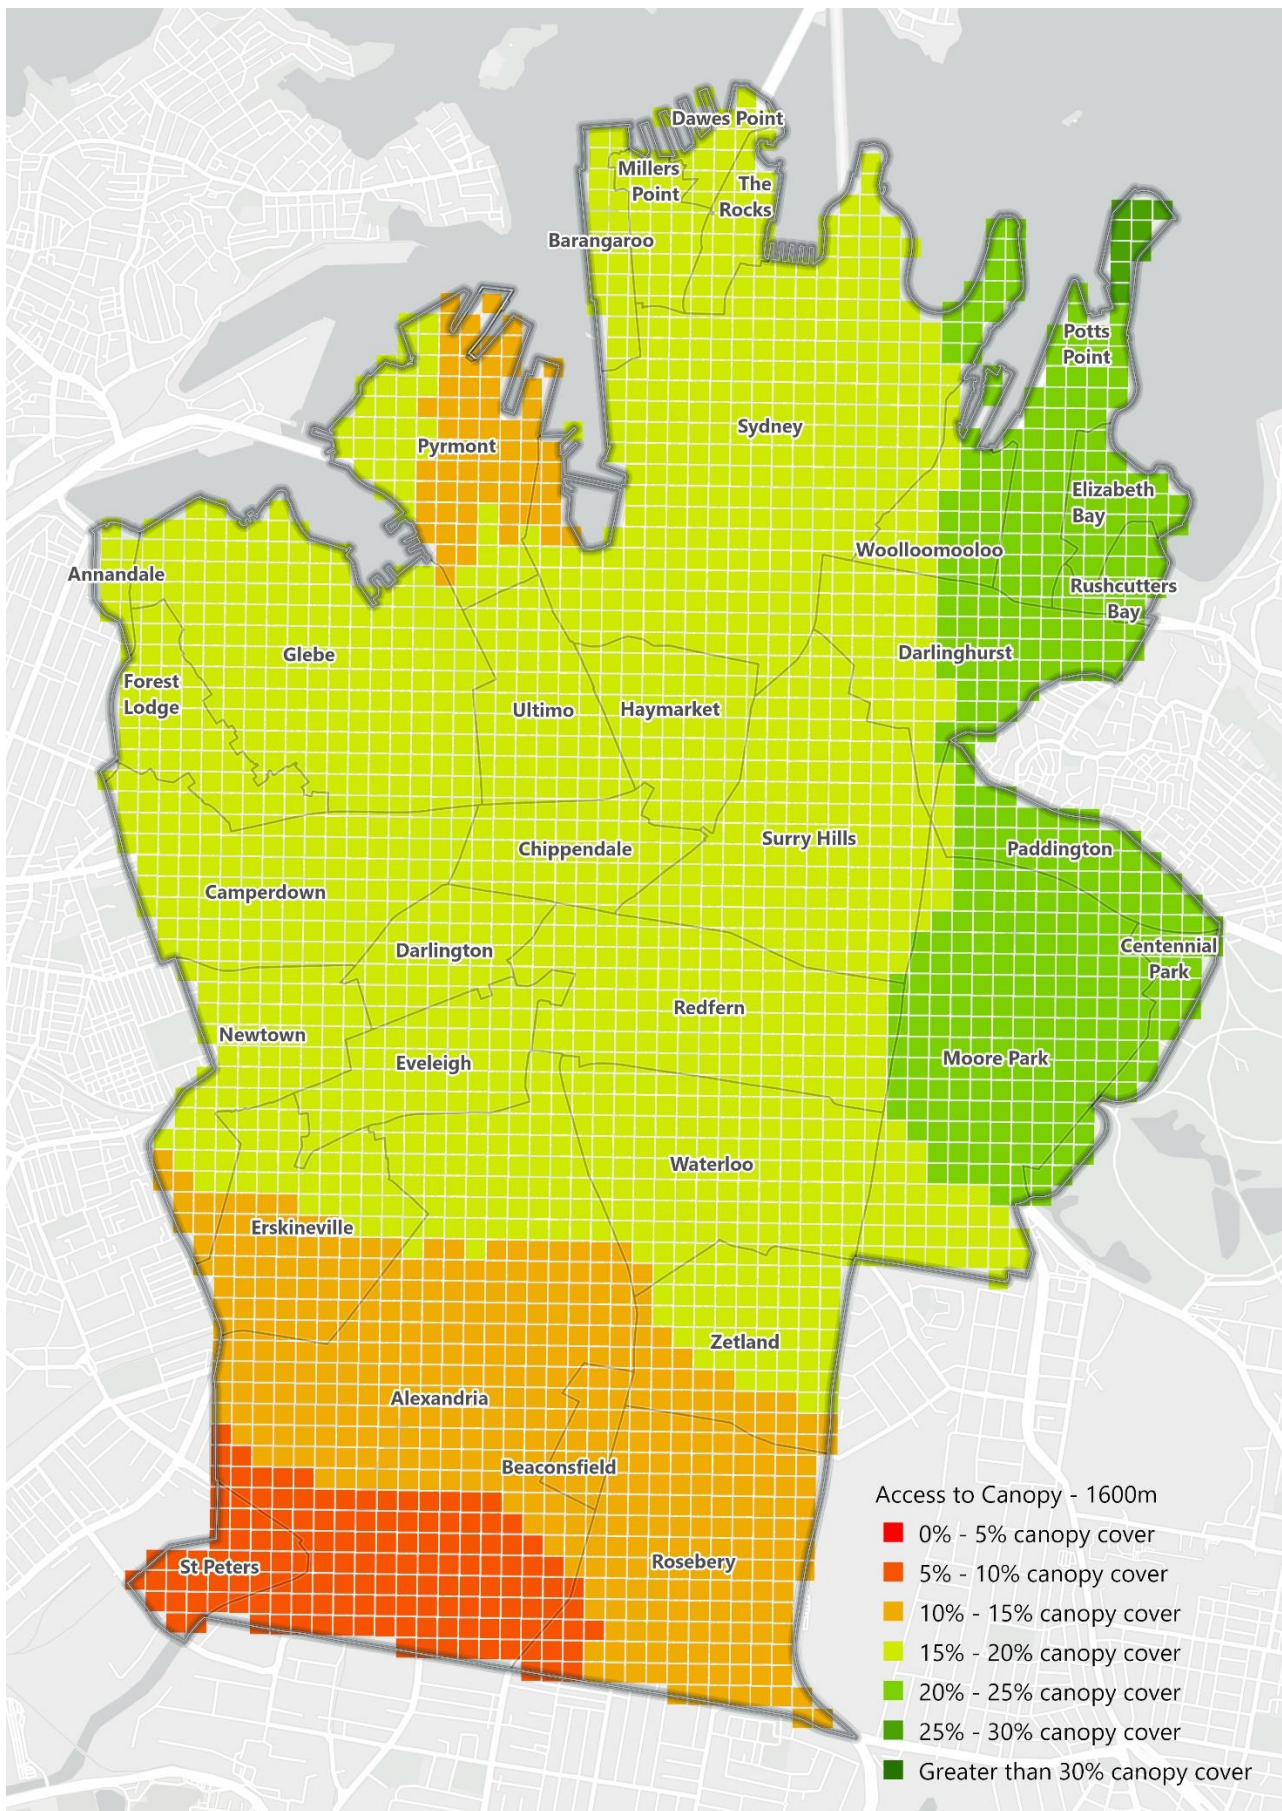 Dawes Point
Millers
Point
The
Rocks
Barangaroo
Potts
Point
Sydney
Pyrmont
Elizabeth
Bay
Woolloomooloo
Annandale
Rushcutters
Bay
Glebe
Darlinghurst
Forest
Lodge
Ultimo
Haymarket
Surry Hills
Chippendale
Paddington
Camperdown
Darlington
Centennial
Park
Redfern
Newtown
Eveleigh
Moore Park
Waterloo
Erskineville
Zetland
Alexandria
Beaconsfield
St Peters
Rosebery
Access to Canopy - 1600m
0% - 5% canopy cover
5% - 10% canopy cover
10% - 15% canopy cover
15% - 20% canopy cover
20% - 25% canopy cover
25% - 30% canopy cover
Greater than 30% canopy cover